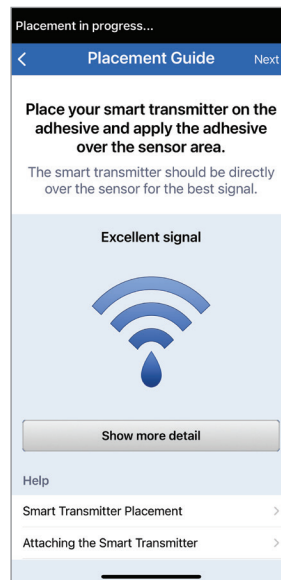 Placement in progress...
Placement Guide
Next
Place your smart transmitter on the
adhesive and apply the adhesive
over the sensor area.
The smart transmitter should be directly
over the sensor for the best signal.
Excellent signal
Show more detail
Help
Smart Transmitter Placement
Attaching the Smart Transmitter